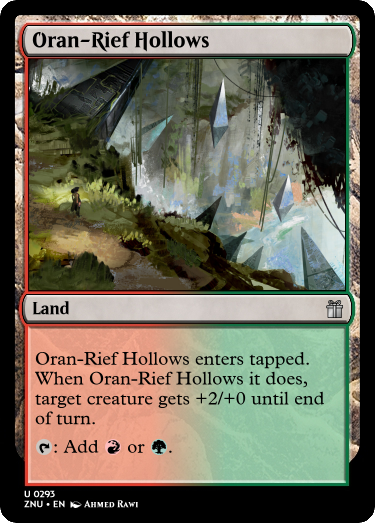 Oran-Rief Hollows
Land
Oran-Rief Hollows enters tapped.
When Oran-Rief Hollows it does,
target creature gets +2/+0 until end
of turn.
: Add or .
U 0293
ZNU • EN Ahmed Rawi